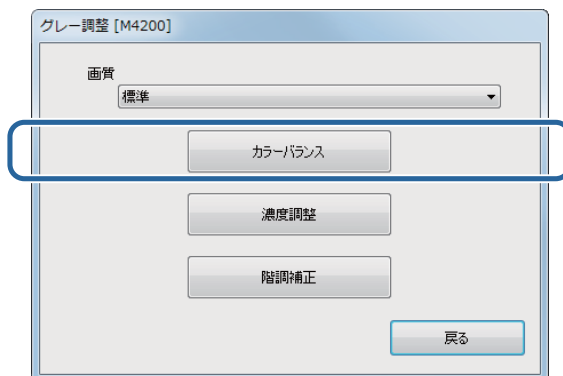 グレー調整 [M4200]
画質
標準
カラーバランス
濃度調整
階調補正
戻る